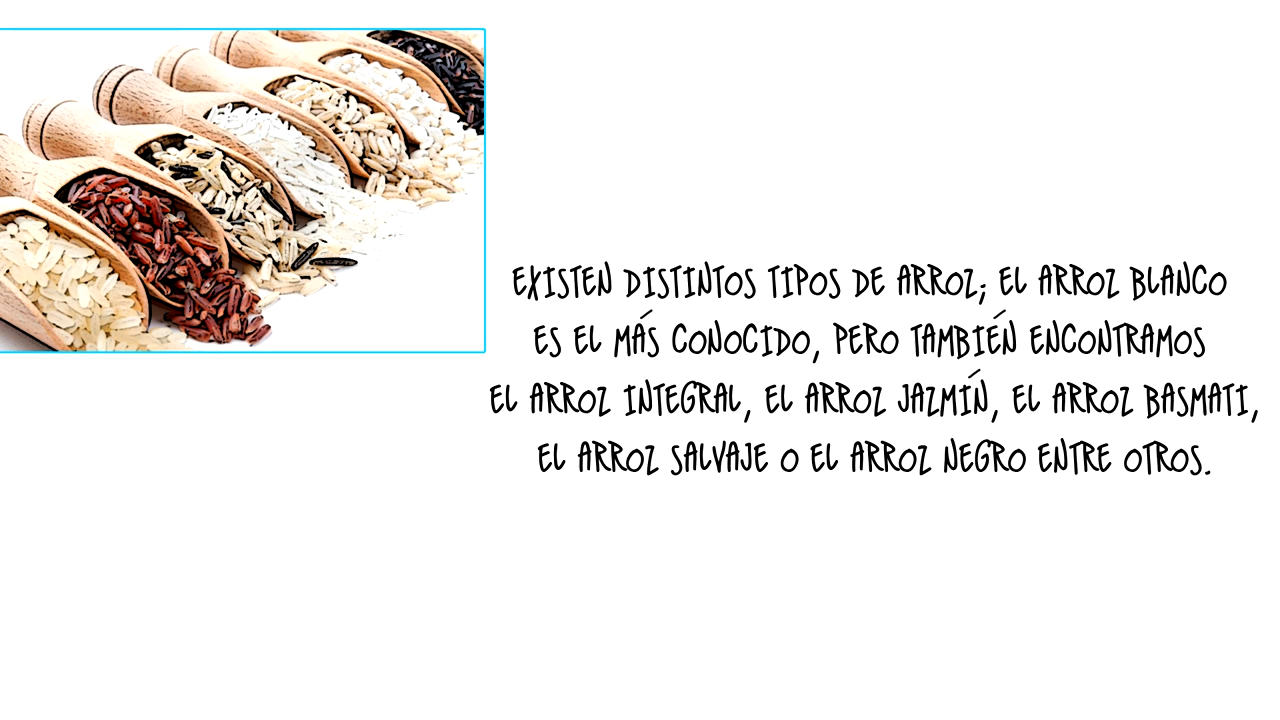 EXISTEN DISTINTOS TIPOS DE ARROZ; EL ARROZ BLANCO
ES EL MÁS CONOCIDO, PERO TAMBIÉN ENCONTRAMOS
EL ARROZ INTEGRAL, EL ARROZ JAZMÍN, EL ARROZ BASMATI,
EL ARROZ SALVAJE O EL ARROZ NEGRO ENTRE OTROS.